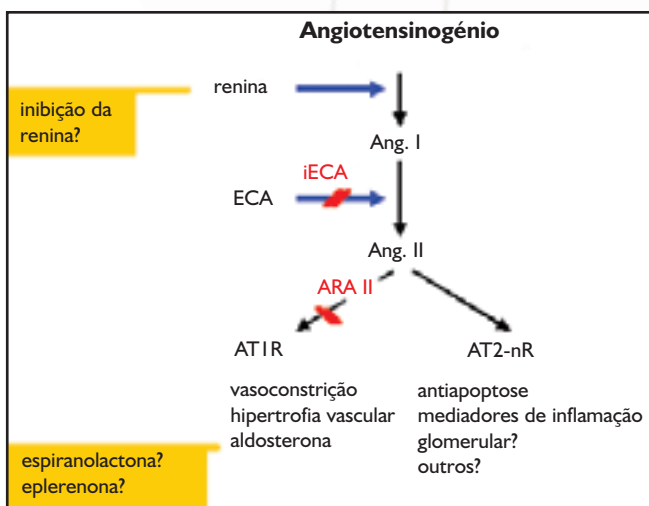 Angiotensinogénio
renina
inibição da
renina?
Ang. I
iECA
ECA
Ang. II
ARA II
AT1R
AT2-nR
vasoconstrição
hipertrofia vascular
aldosterona
antiapoptose
mediadores de inflamação
glomerular?
outros?
espiranolactona?
eplerenona?